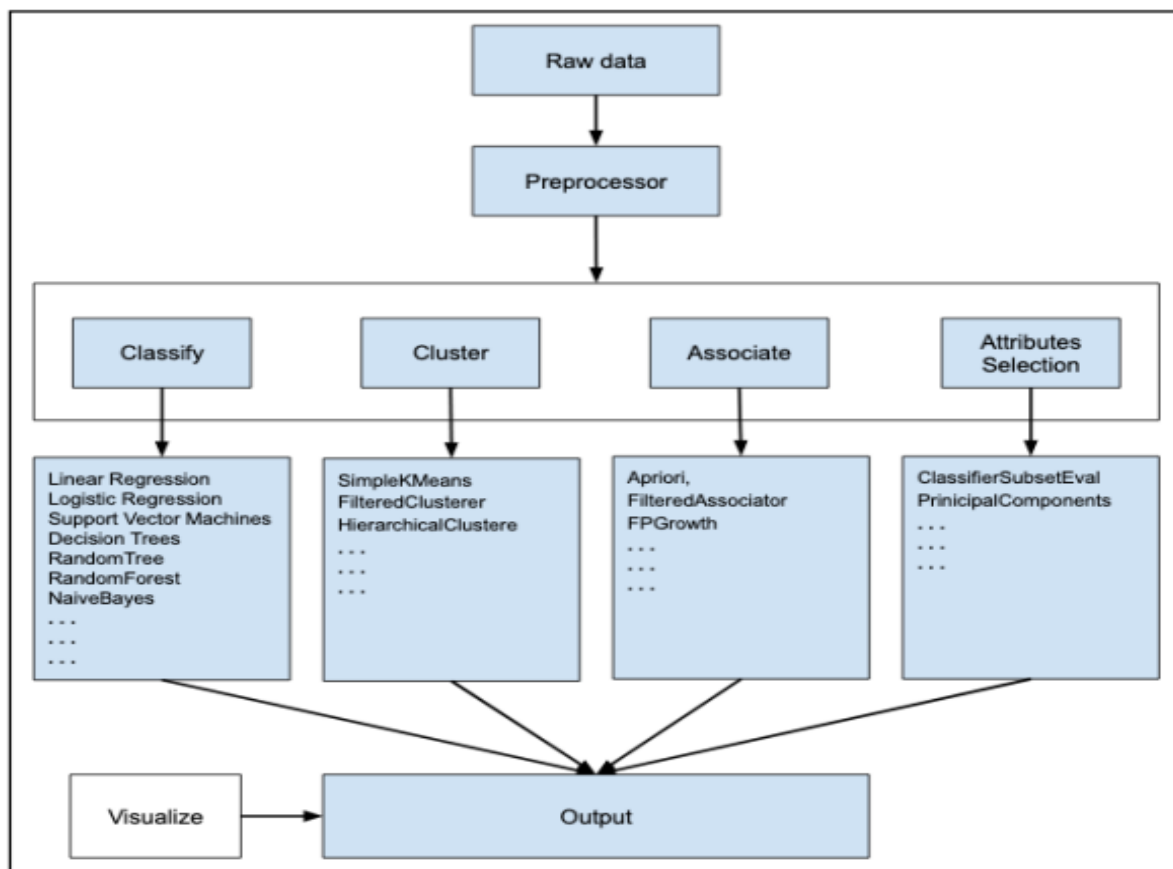 Raw data
Preprocessor
Classify
Cluster
Associate
Attributes
Selection
Linear Regression
Logistic Regression
Support Vector Machines
Decision Trees
RandomTree
RandomForest
NaiveBayes
. . .
. . .
. . .
SimpleKMeans
FilteredClusterer
HierarchicalClustere
. . .
. . .
. . .
Apriori,
FilteredAssociator
FPGrowth
. . .
. . .
. . .
ClassifierSubsetEval
PrinicipalComponents
. . .
. . .
. . .
Visualize
Output